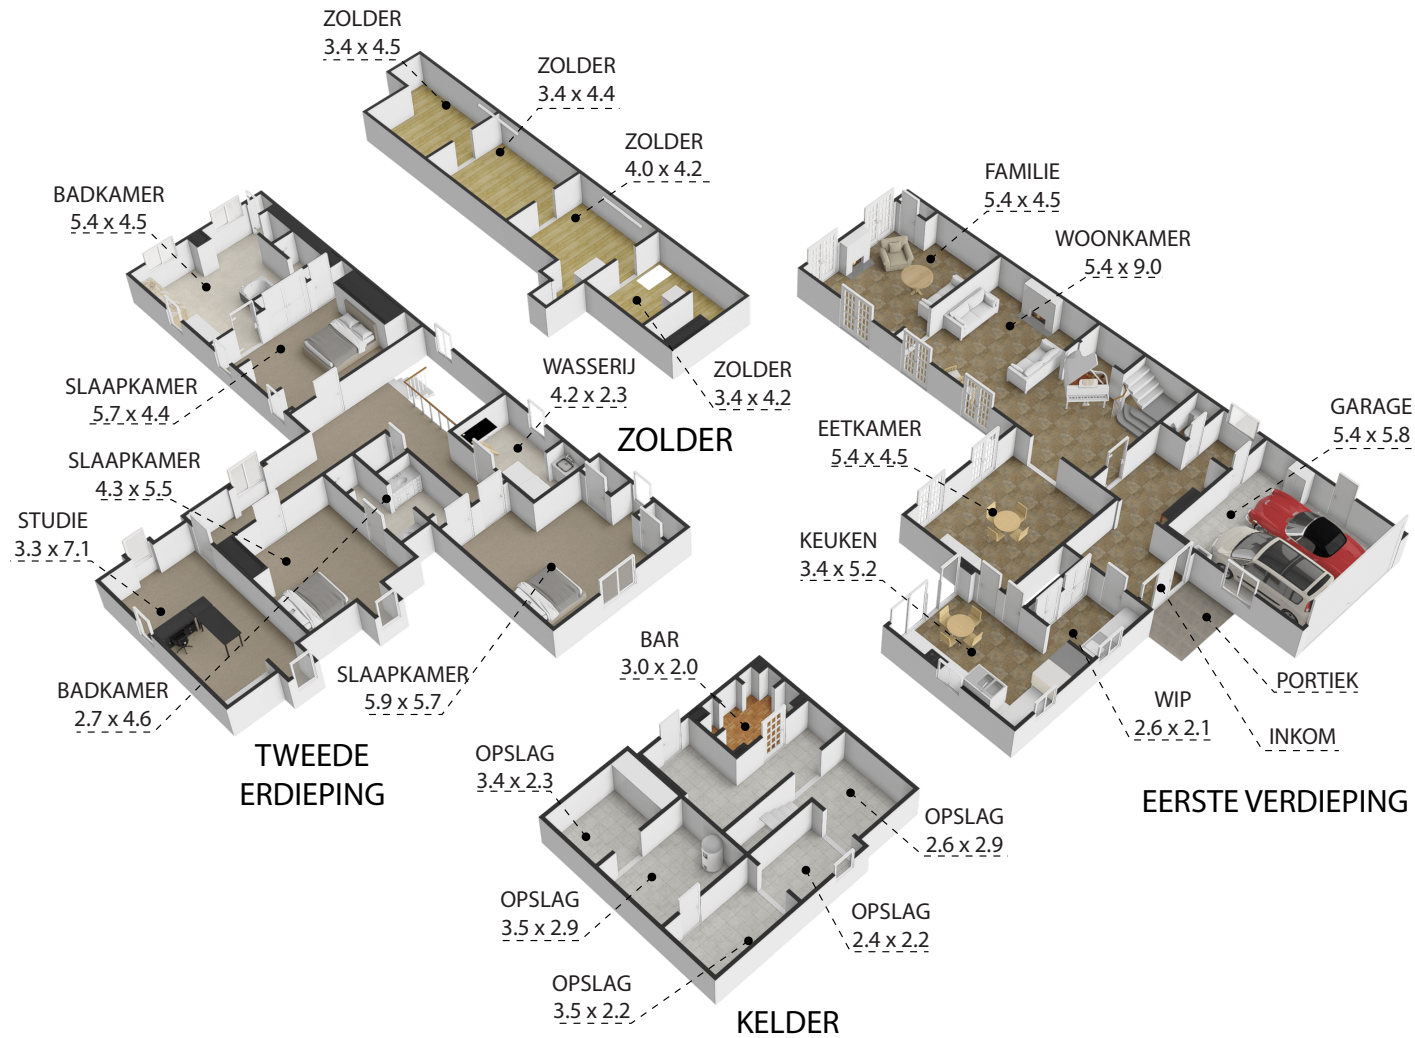 ZOLDER
3.4 x 4.5
ZOLDER
3.4 x 4.4
ZOLDER
4.0 x 4.2
ZOLDER
3.4 x 4.2
ZOLDER
BADKAMER
5.4 x 4.5
SLAAPKAMER
5.7 x 4.4
SLAAPKAMER
4.3 x 5.5
STUDIE
3.3 x 7.1
BADKAMER
2.7 x 4.6
SLAAPKAMER
5.9 x 5.7
WASSERIJ
4.2 x 2.3
TWEEDE
ERDIEPING
FAMILIE
5.4 x 4.5
WOONKAMER
5.4 x 9.0
GARAGE
5.4 x 5.8
EETKAMER
5.4 x 4.5
KEUKEN
3.4 x 5.2
PORTIEK
WIP
2.6 x 2.1
INKOM
EERSTE VERDIEPING
BAR
3.0 x 2.0
OPSLAG
3.4 x 2.3
OPSLAG
2.6 x 2.9
OPSLAG
3.5 x 2.9
OPSLAG
2.4 x 2.2
OPSLAG
3.5 x 2.2
KELDER